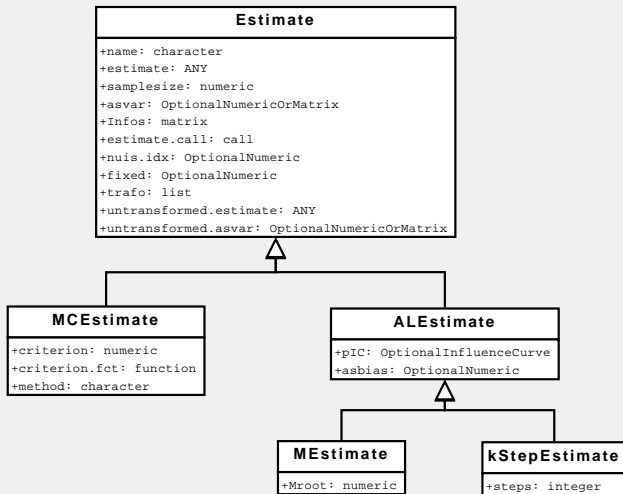 Estimate
+name: character
+estimate: ANY
+samplesize: numeric
+asvar: OptionalNumericOrMatrix
+Infos: matrix
+estimate.call: call
+nuis.idx: OptionalNumeric
+fixed: OptionalNumeric
+trafo: list
+untransformed.estimate: ANY
+untransformed.asvar: OptionalNumericOrMatrix
MCEstimate
+criterion: numeric
+criterion.fct: function
+method: character
ALEstimate
+pIC: OptionalInfluenceCurve
+asbias: OptionalNumeric
MEstimate
+Mroot: numeric
kStepEstimate
+steps: integer